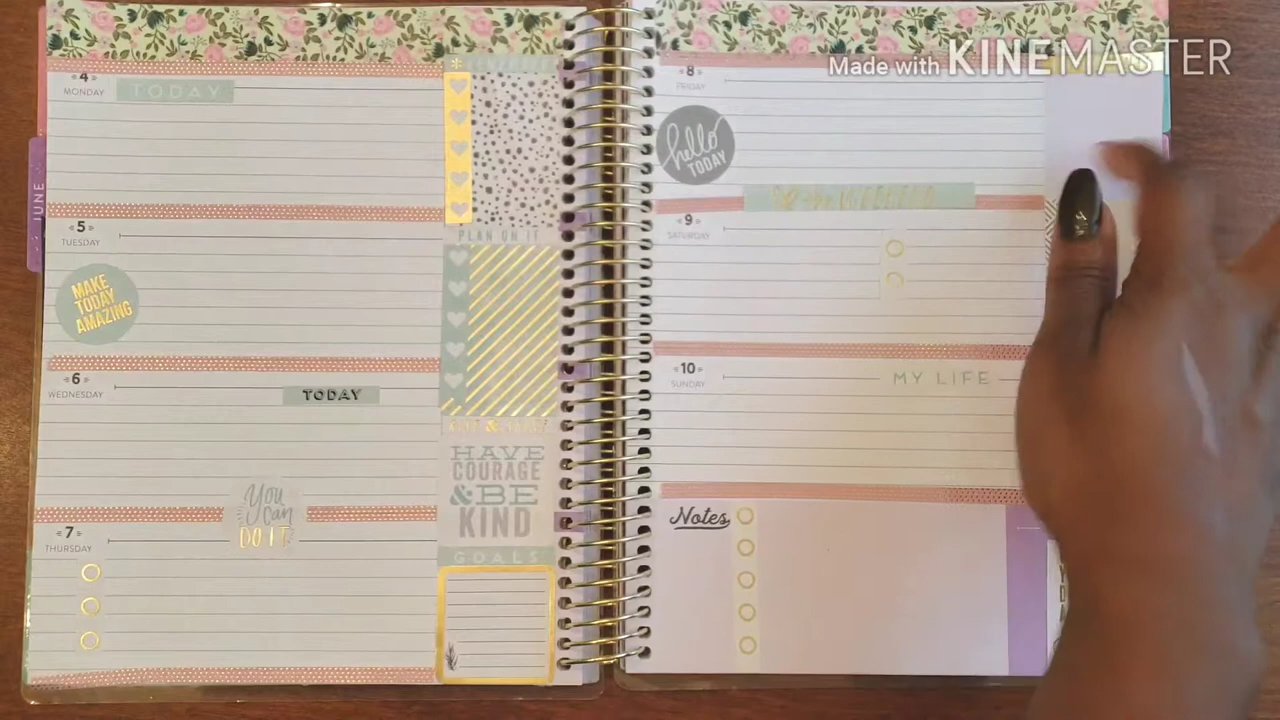 Made with KINEMASTER
JUNE
4
MONDAY
TODAY
5
TUESDAY
MAKE
TODAY
AMAZING
6
WEDNESDAY
TODAY
You
Can
DO IT
7
THURSDAY
PLAN ON IT
HAVE
COURAGE
& BE
KIND
GOALS
8
FRIDAY
hello
TODAY
9
SATURDAY
10
SUNDAY
MY LIFE
Notes